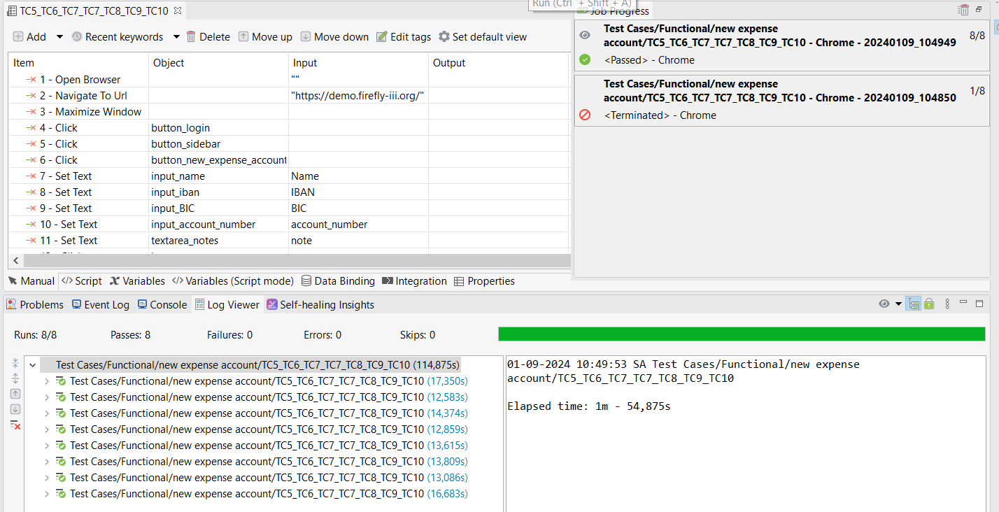 TC5_TC6_TC7_TC7_TC8_TC9_TC10
Run (Ctrl + Shift + A)
Job Progress
Add Recent keywords Delete Move up Move down Edit tags Set default view
Item Object Input Output
1 - Open Browser ""
2 - Navigate To Url "https://demo.firefly-iii.org/"
3 - Maximize Window
4 - Click button_login
5 - Click button_sidebar
6 - Click button_new_expense_account
7 - Set Text input_name Name
8 - Set Text input_iban IBAN
9 - Set Text input_BIC BIC
10 - Set Text input_account_number account_number
11 - Set Text textarea_notes note
Test Cases/Functional/new expense
account/TC5_TC6_TC7_TC7_TC8_TC9_TC10 - Chrome - 20240109_104949
8/8
<Passed> - Chrome
Test Cases/Functional/new expense
account/TC5_TC6_TC7_TC7_TC8_TC9_TC10 - Chrome - 20240109_104850
1/8
<Terminated> - Chrome
Manual Script Variables Variables (Script mode) Data Binding Integration Properties
Problems Event Log Console Log Viewer Self-healing Insights
Runs: 8/8 Passes: 8 Failures: 0 Errors: 0 Skips: 0
Test Cases/Functional/new expense account/TC5_TC6_TC7_TC7_TC8_TC9_TC10 (114,875s)
Test Cases/Functional/new expense account/TC5_TC6_TC7_TC7_TC8_TC9_TC10 (17,350s)
Test Cases/Functional/new expense account/TC5_TC6_TC7_TC7_TC8_TC9_TC10 (12,583s)
Test Cases/Functional/new expense account/TC5_TC6_TC7_TC7_TC8_TC9_TC10 (14,374s)
Test Cases/Functional/new expense account/TC5_TC6_TC7_TC7_TC8_TC9_TC10 (12,859s)
Test Cases/Functional/new expense account/TC5_TC6_TC7_TC7_TC8_TC9_TC10 (13,615s)
Test Cases/Functional/new expense account/TC5_TC6_TC7_TC7_TC8_TC9_TC10 (13,809s)
Test Cases/Functional/new expense account/TC5_TC6_TC7_TC7_TC8_TC9_TC10 (13,086s)
Test Cases/Functional/new expense account/TC5_TC6_TC7_TC7_TC8_TC9_TC10 (16,683s)
01-09-2024 10:49:53 SA Test Cases/Functional/new expense
account/TC5_TC6_TC7_TC7_TC8_TC9_TC10
Elapsed time: 1m - 54,875s